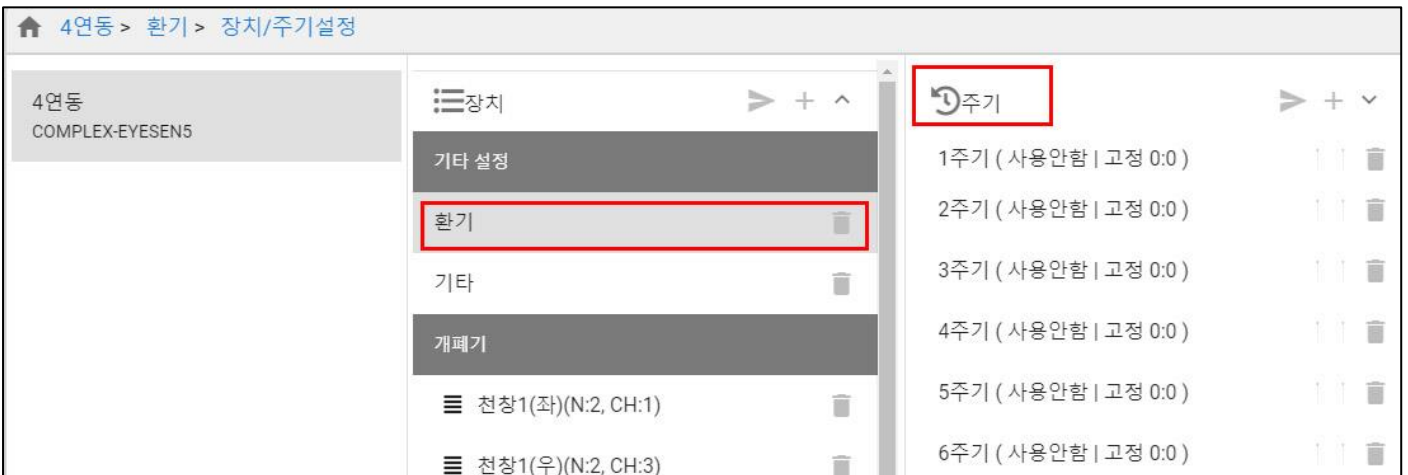 4연동 > 환기 > 장치/주기설정
4연동
COMPLEX-EYESEN5
장치
기타 설정
환기
기타
개폐기
천창1(좌)(N:2, CH:1)
천창1(우)(N:2, CH:3)
주기
1주기 ( 사용안함 | 고정 0:0 )
2주기 ( 사용안함 | 고정 0:0 )
3주기 ( 사용안함 | 고정 0:0 )
4주기 ( 사용안함 | 고정 0:0 )
5주기 ( 사용안함 | 고정 0:0 )
6주기 ( 사용안함 | 고정 0:0 )